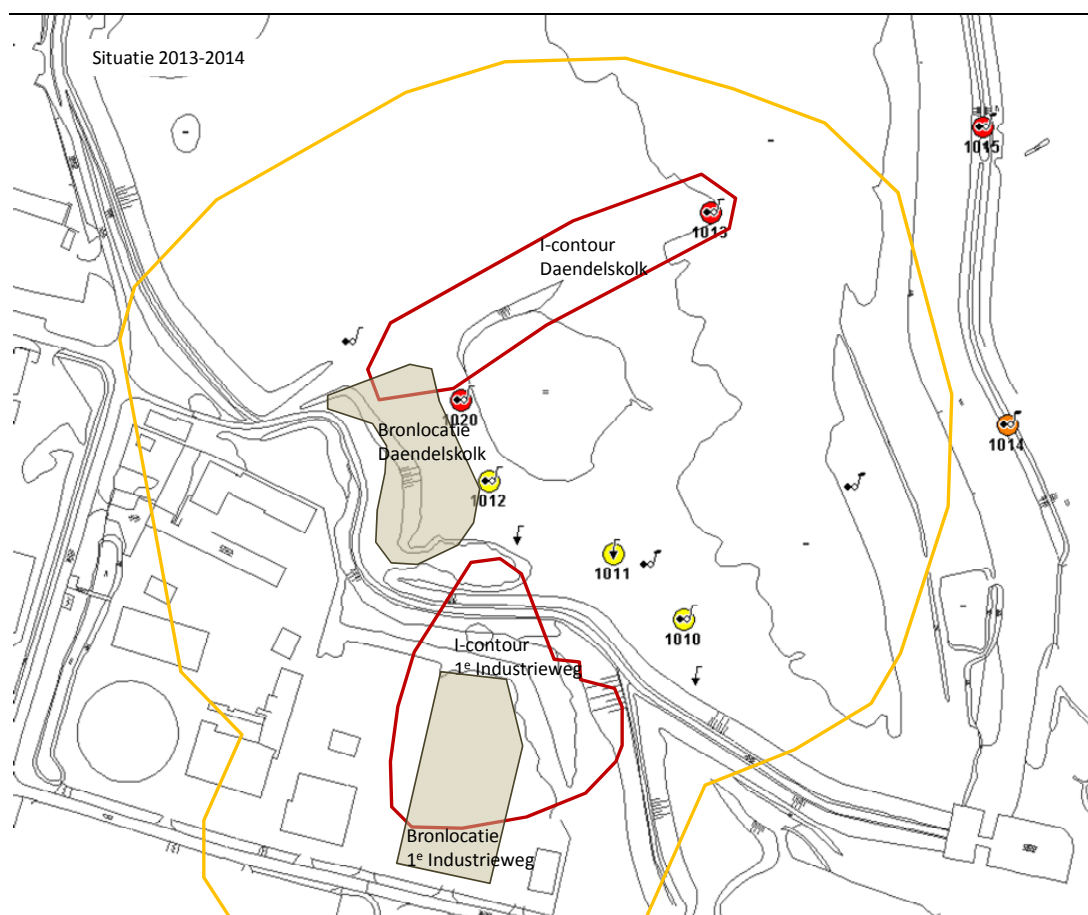 Situatie 2013-2014
1015
1013
I-contour
Daendelskolk
1020
Bronlocatie
Daendelskolk
1014
1012
1011
1010
I-contour
1e Industrieweg
Bronlocatie
1e Industrieweg